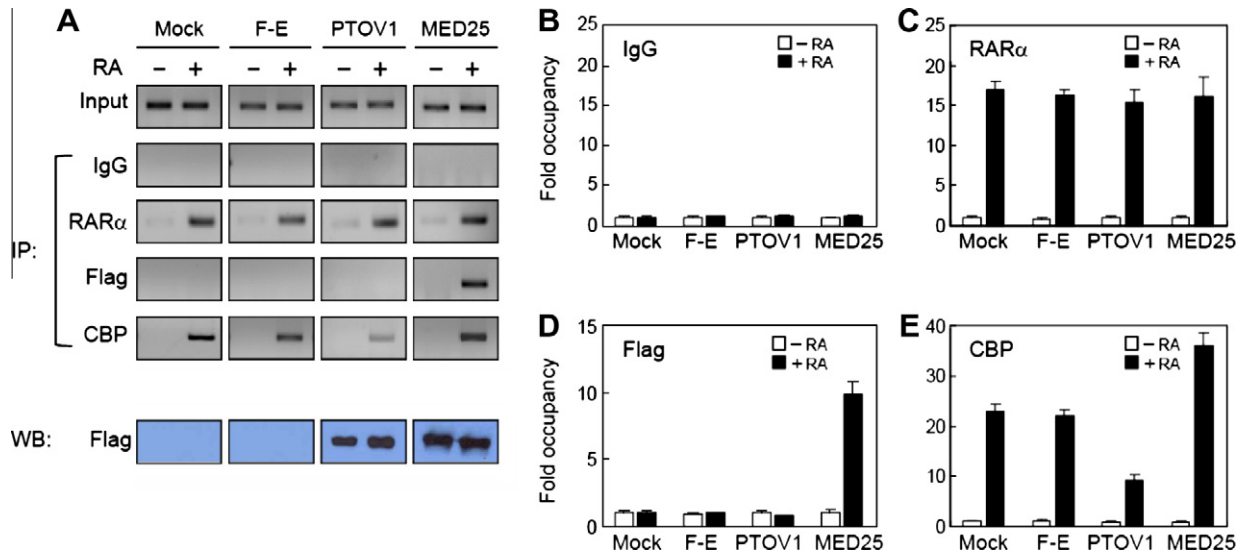 A
Mock F-E PTOV1 MED25
RA − + − + − + − +
Input
IP:
IgG
RARα
Flag
CBP
WB: Flag
B
IgG
− RA
+ RA
Fold occupancy
25
20
15
10
5
0
Mock F-E PTOV1 MED25
C
RARα
− RA
+ RA
25
20
15
10
5
0
Mock F-E PTOV1 MED25
D
Flag
− RA
+ RA
Fold occupancy
15
10
5
0
Mock F-E PTOV1 MED25
E
CBP
− RA
+ RA
40
30
20
10
0
Mock F-E PTOV1 MED25